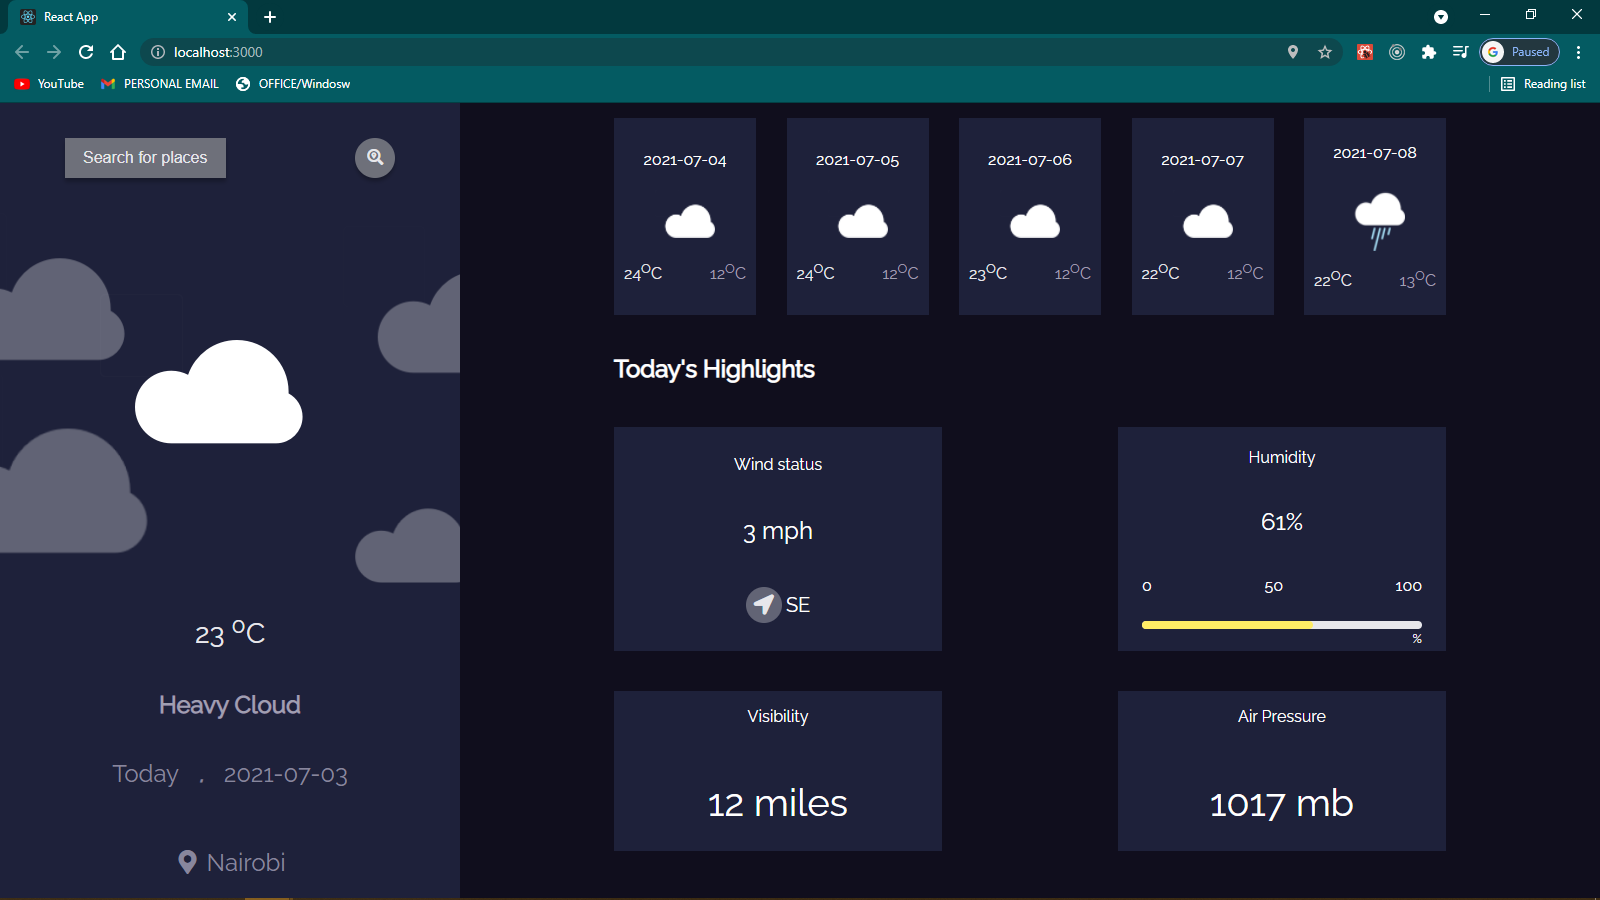 React App
localhost:3000
Paused
YouTube
PERSONAL EMAIL
OFFICE/Windosw
Reading list
Search for places
23 °C
Heavy Cloud
Today . 2021-07-03
Nairobi
2021-07-04
24°C 12°C
2021-07-05
24°C 12°C
2021-07-06
23°C 12°C
2021-07-07
22°C 12°C
2021-07-08
22°C 13°C
Today's Highlights
Wind status
3 mph
SE
Humidity
61%
0 50 100
%
Visibility
12 miles
Air Pressure
1017 mb